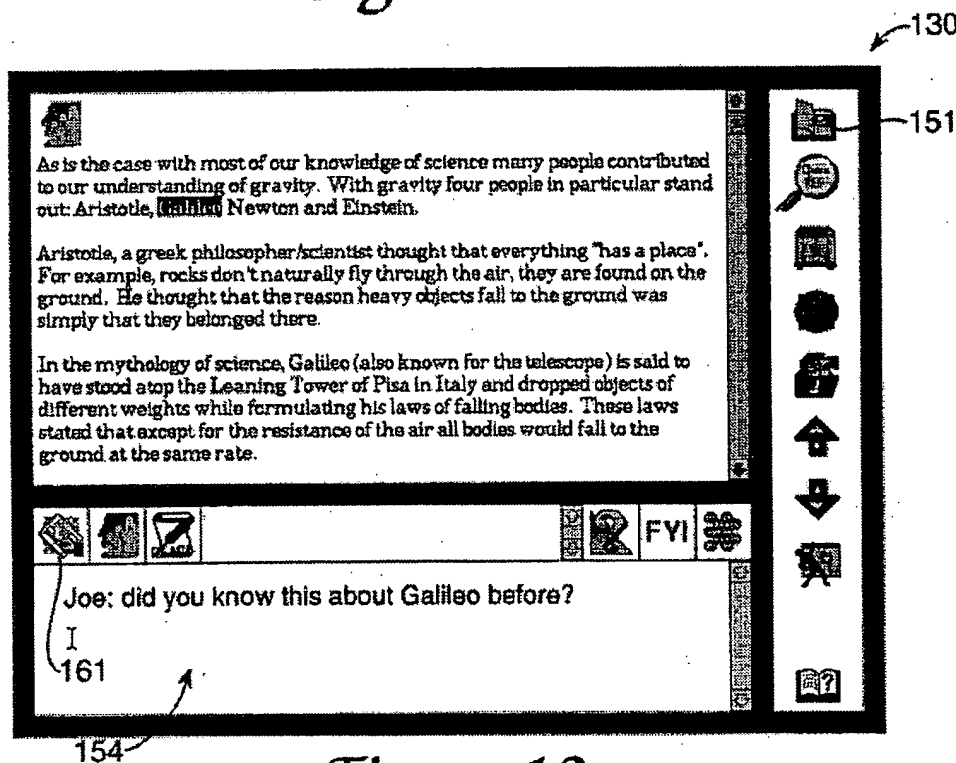 130
151
As is the case with most of our knowledge of science many people contributed
to our understanding of gravity. With gravity four people in particular stand
out: Aristotle, Galileo Newton and Einstein.
Aristotle, a greek philosopher/scientist thought that everything "has a place".
For example, rocks don't naturally fly through the air, they are found on the
ground. He thought that the reason heavy objects fall to the ground was
simply that they belonged there.
In the mythology of science, Galileo (also known for the telescope) is said to
have stood atop the Leaning Tower of Pisa in Italy and dropped objects of
different weights while formulating his laws of falling bodies. These laws
stated that except for the resistance of the air all bodies would fall to the
ground at the same rate.
FYI
Joe: did you know this about Galileo before?
161
?
154